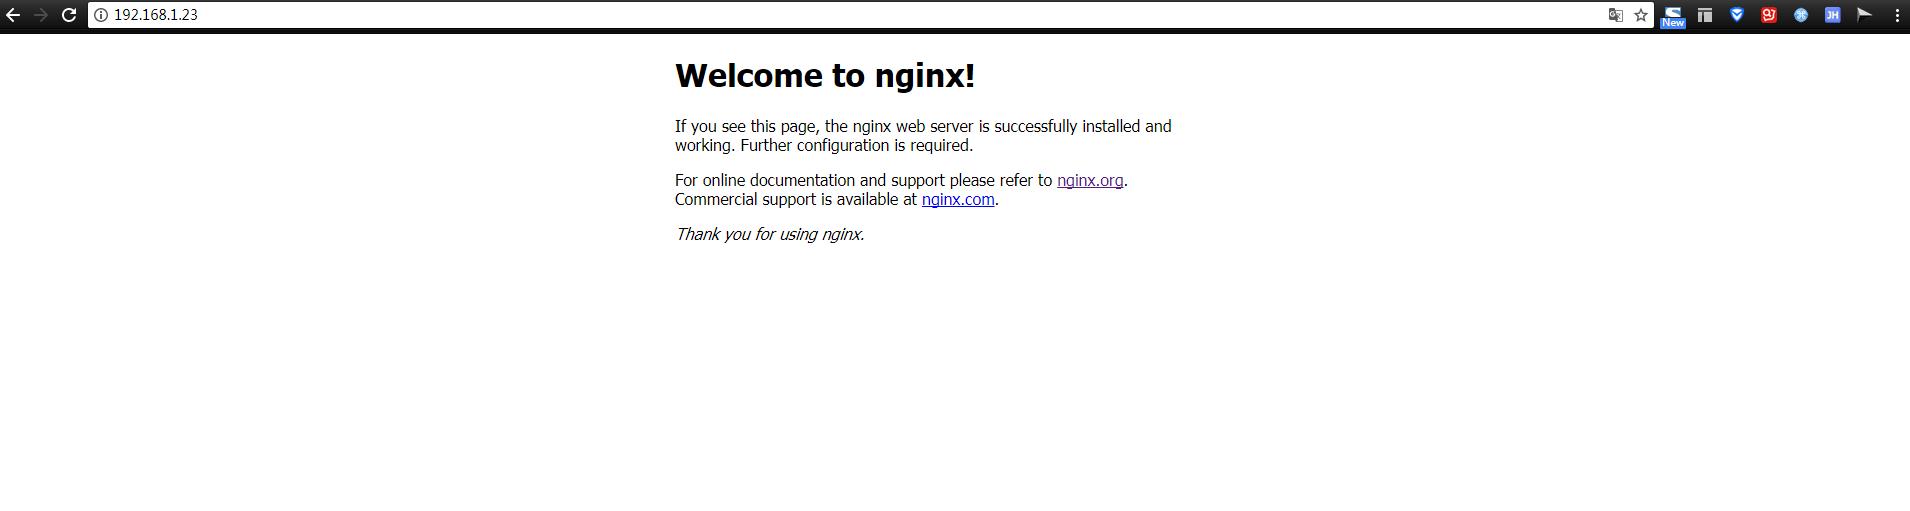 192.168.1.23
New
JH
Welcome to nginx!
If you see this page, the nginx web server is successfully installed and
working. Further configuration is required.
For online documentation and support please refer to nginx.org.
Commercial support is available at nginx.com.
Thank you for using nginx.